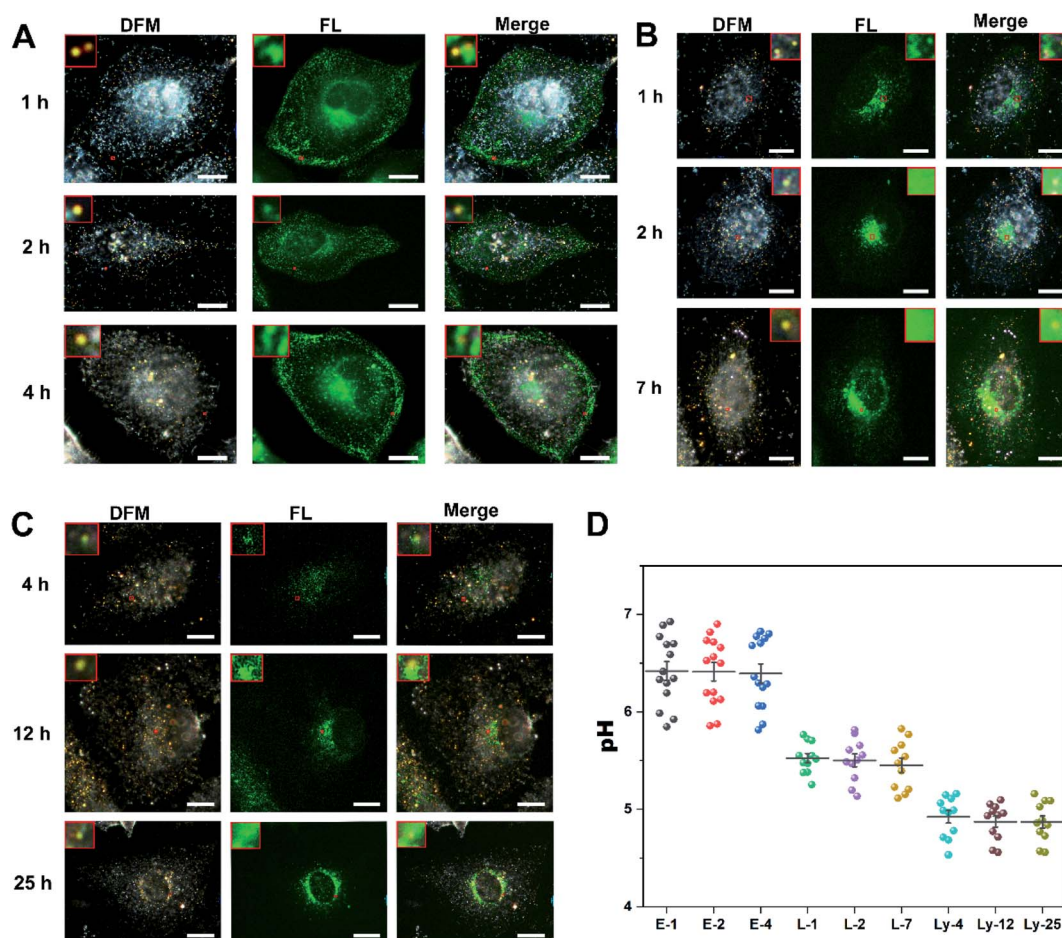 A
DFM FL Merge
1 h
2 h
4 h
B
DFM FL Merge
1 h
2 h
7 h
C
DFM FL Merge
4 h
12 h
25 h
D
pH
7
6
5
4
E-1 E-2 E-4 L-1 L-2 L-7 Ly-4 Ly-12 Ly-25